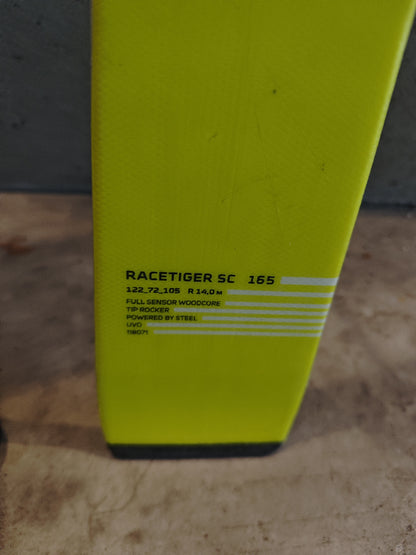 RACETIGER SC 165
122_72_105 R 14.0 M
FULL SENSOR WOODCORE
TIP ROCKER
POWERED BY STEEL
UVO
118071